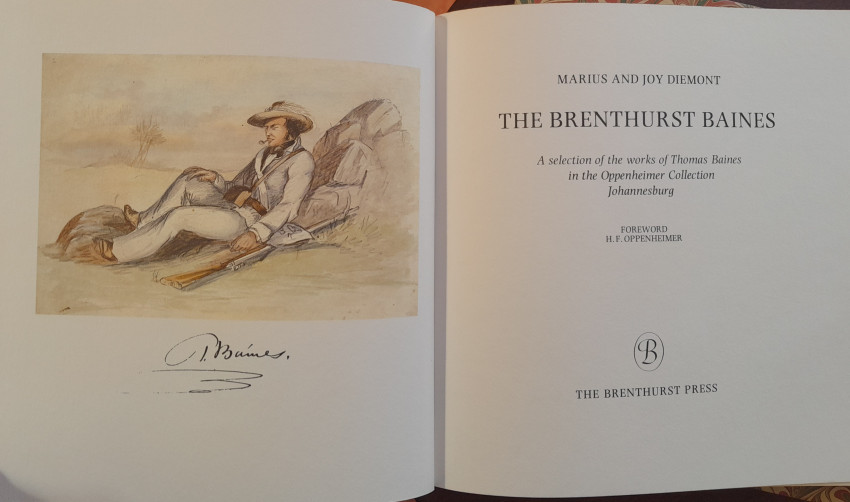 T. Baines.
MARIUS AND JOY DIEMONT
THE BRENTHURST BAINES
A selection of the works of Thomas Baines
in the Oppenheimer Collection
Johannesburg
FOREWORD
H. F. OPPENHEIMER
B
THE BRENTHURST PRESS